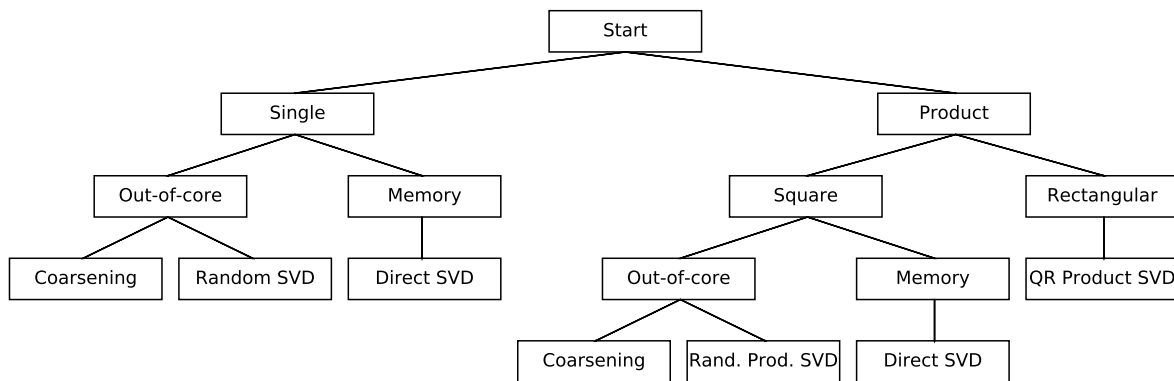 Start
Single
Product
Out-of-core
Memory
Square
Rectangular
Coarsening
Random SVD
Direct SVD
Out-of-core
Memory
QR Product SVD
Coarsening
Rand. Prod. SVD
Direct SVD